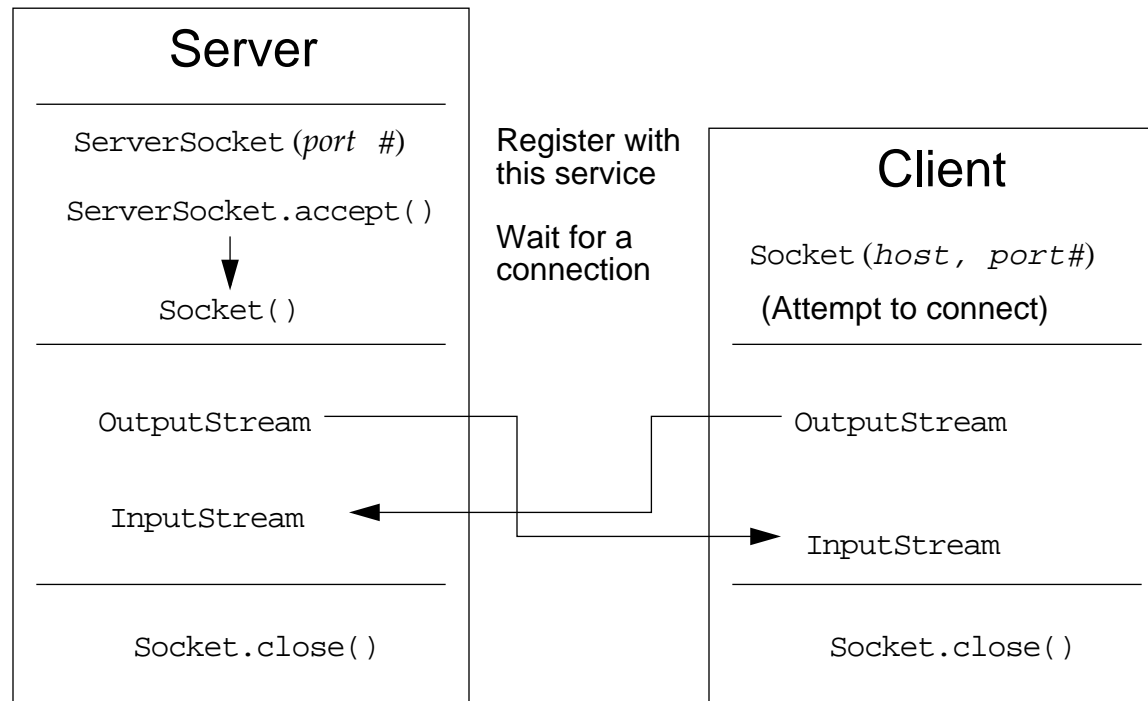 Server
ServerSocket (port #)
ServerSocket.accept()
Socket()
OutputStream
InputStream
Socket.close()
Register with
this service
Wait for a
connection
Client
Socket (host, port#)
(Attempt to connect)
OutputStream
InputStream
Socket.close()